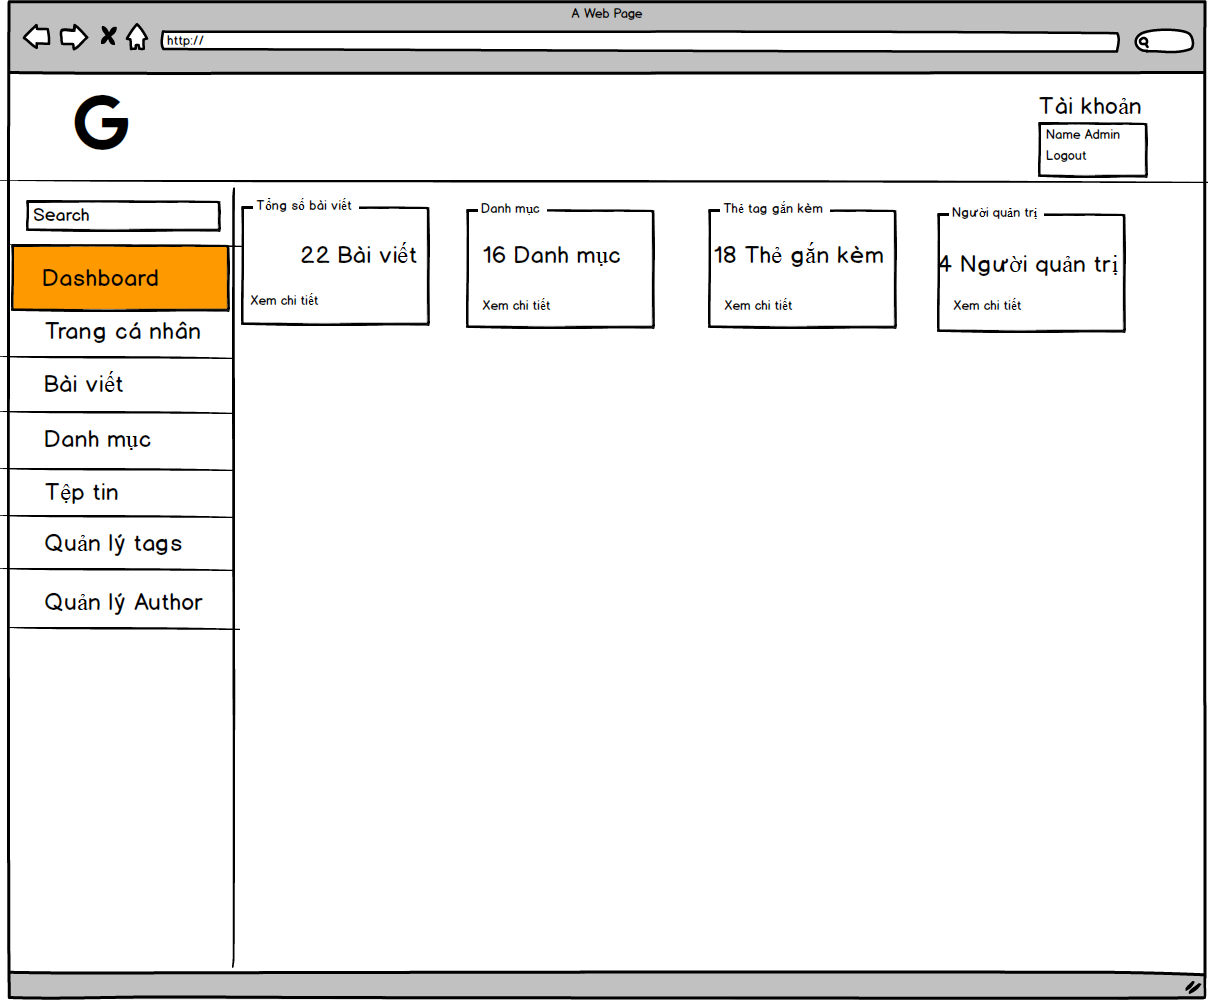 A Web Page
http://
G
Tài khoản
Name Admin
Logout
Search
Dashboard
Trang cá nhân
Bài viết
Danh mục
Tệp tin
Quản lý tags
Quản lý Author
Tổng số bài viết
22 Bài viết
Xem chi tiết
Danh mục
16 Danh mục
Xem chi tiết
Thẻ tag gắn kèm
18 Thẻ gắn kèm
Xem chi tiết
Người quản trị
4 Người quản trị
Xem chi tiết